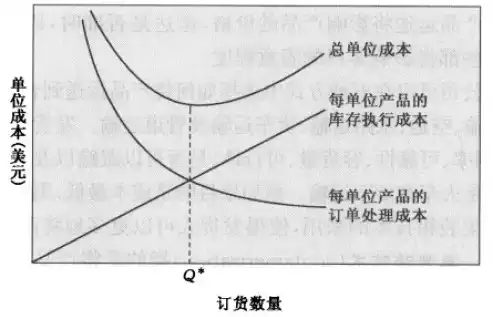 总单位成本
每单位产品的
库存执行成本
每单位产品的
订单处理成本
单位成本(美元)
Q*
订货数量